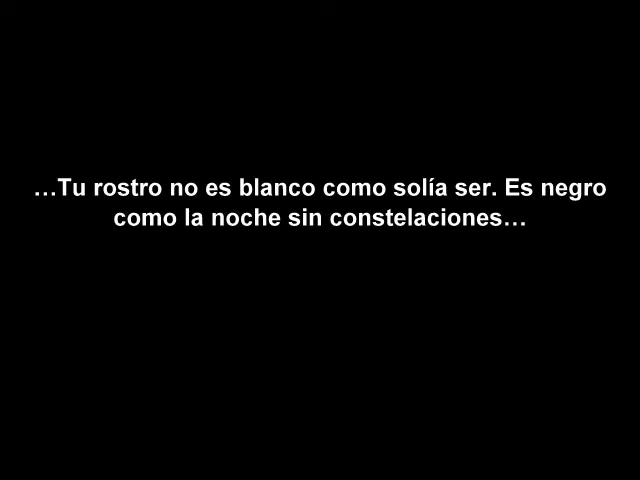 …Tu rostro no es blanco como solía ser. Es negro
como la noche sin constelaciones…